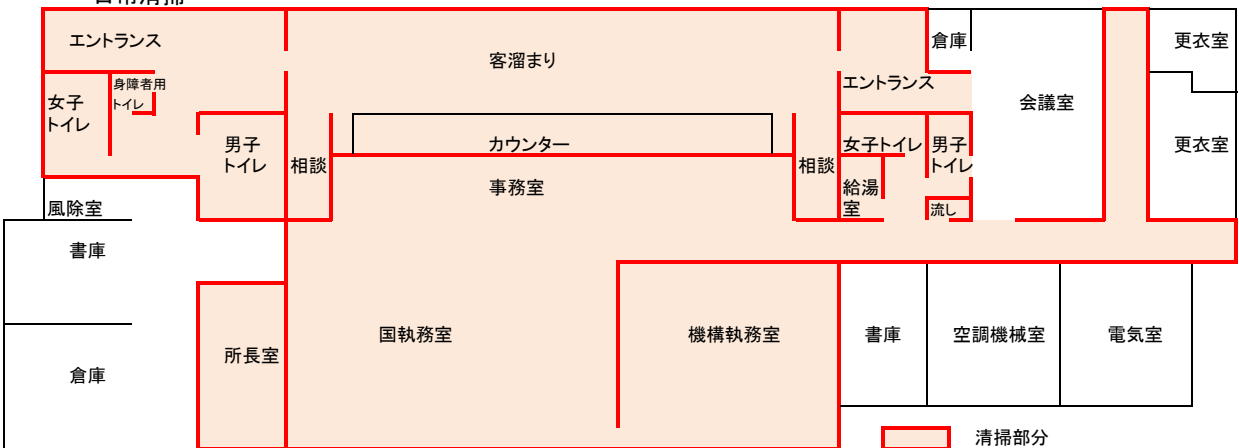 日常清掃
エントランス
客溜まり
倉庫
更衣室
身障者用
トイレ
女子
トイレ
エントランス
会議室
男子
トイレ
相談
カウンター
相談
女子トイレ
男子
トイレ
更衣室
事務室
給湯
室
流し
風除室
書庫
国執務室
機構執務室
書庫
空調機械室
電気室
所長室
倉庫
清掃部分